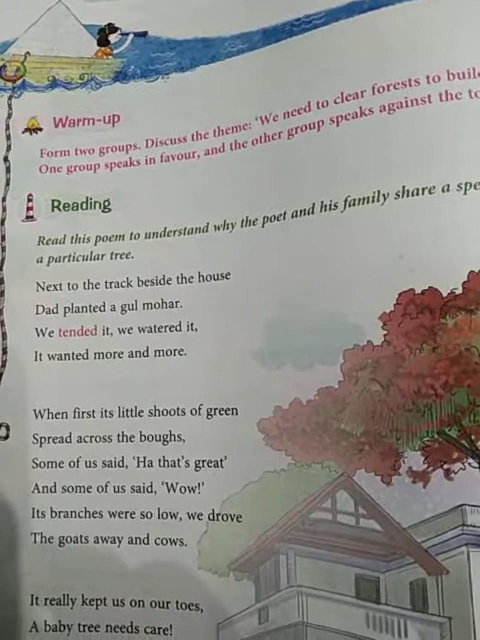 Warm-up
Form two groups. Discuss the theme: 'We need to clear forests to
One group speaks in favour, and the other group speaks against the
Reading
Read this poem to understand why the poet and his family share a
a particular tree.
Next to the track beside the house
Dad planted a gul mohar.
We tended it, we watered it,
It wanted more and more.
When first its little shoots of green
Spread across the boughs,
Some of us said, 'Ha that's great'
And some of us said, 'Wow!'
Its branches were so low, we drove
The goats away and cows.
It really kept us on our toes,
A baby tree needs care!